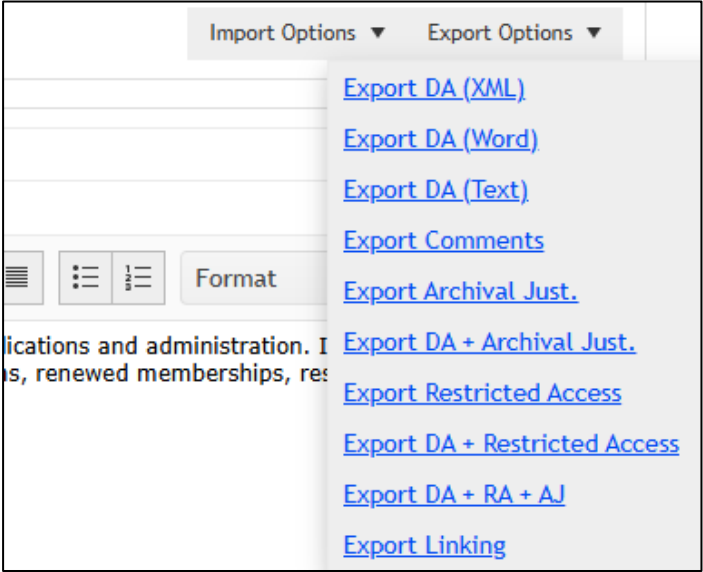 Import Options ▼ Export Options ▼
Export DA (XML)
Export DA (Word)
Export DA (Text)
Export Comments
Format
Export Archival Just.
lications and administration. I
Export DA + Archival Just.
s, renewed memberships, res
Export Restricted Access
Export DA + Restricted Access
Export DA + RA + AJ
Export Linking